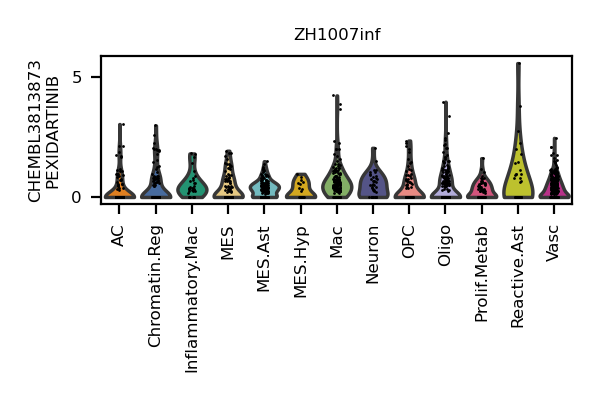 ZH1007inf
CHEMBL3813873
PEXIDARTINIB
5
0
AC
Chromatin.Reg
Inflammatory.Mac
MES
MES.Ast
MES.Hyp
Mac
Neuron
OPC
Oligo
Prolif.Metab
Reactive.Ast
Vasc